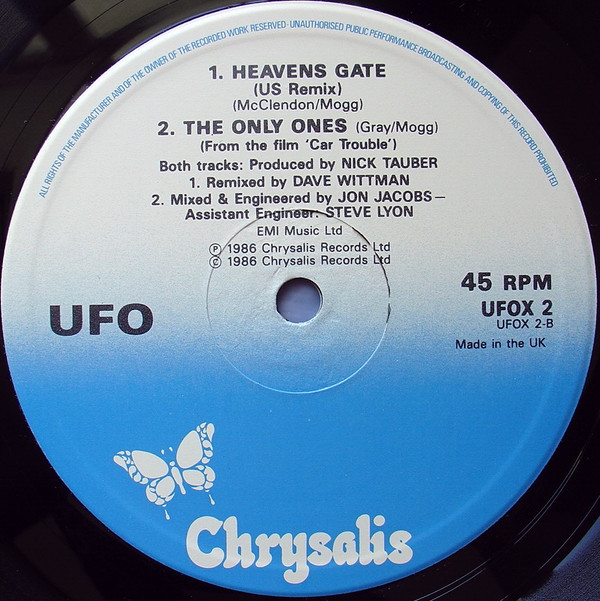 ALL RIGHTS OF THE MANUFACTURER AND OF THE OWNER OF THE RECORDED WORK RESERVED · UNAUTHORISED PUBLIC PERFORMANCE BROADCASTING AND COPYING OF THIS RECORD PROHIBITED
1. HEAVENS GATE
(US Remix)
(McClendon/Mogg)
2. THE ONLY ONES (Gray/Mogg)
(From the film 'Car Trouble')
Both tracks: Produced by NICK TAUBER
1. Remixed by DAVE WITTMAN
2. Mixed & Engineered by JON JACOBS—
Assistant Engineer: STEVE LYON
EMI Music Ltd
Ⓟ 1986 Chrysalis Records Ltd
© 1986 Chrysalis Records Ltd
45 RPM
UFO
UFOX 2
UFOX 2-B
Made in the UK
Chrysalis